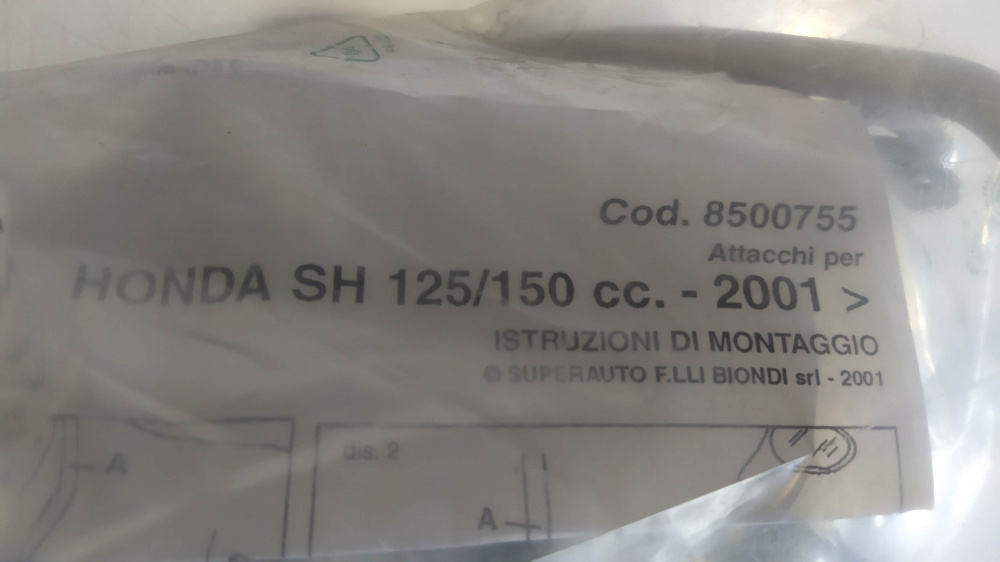 Cod. 8500755
Attacchi per
HONDA SH 125/150 cc. - 2001 >
ISTRUZIONI DI MONTAGGIO
© SUPERAUTO F.LLI BIONDI srl - 2001
A
dis. 2
A